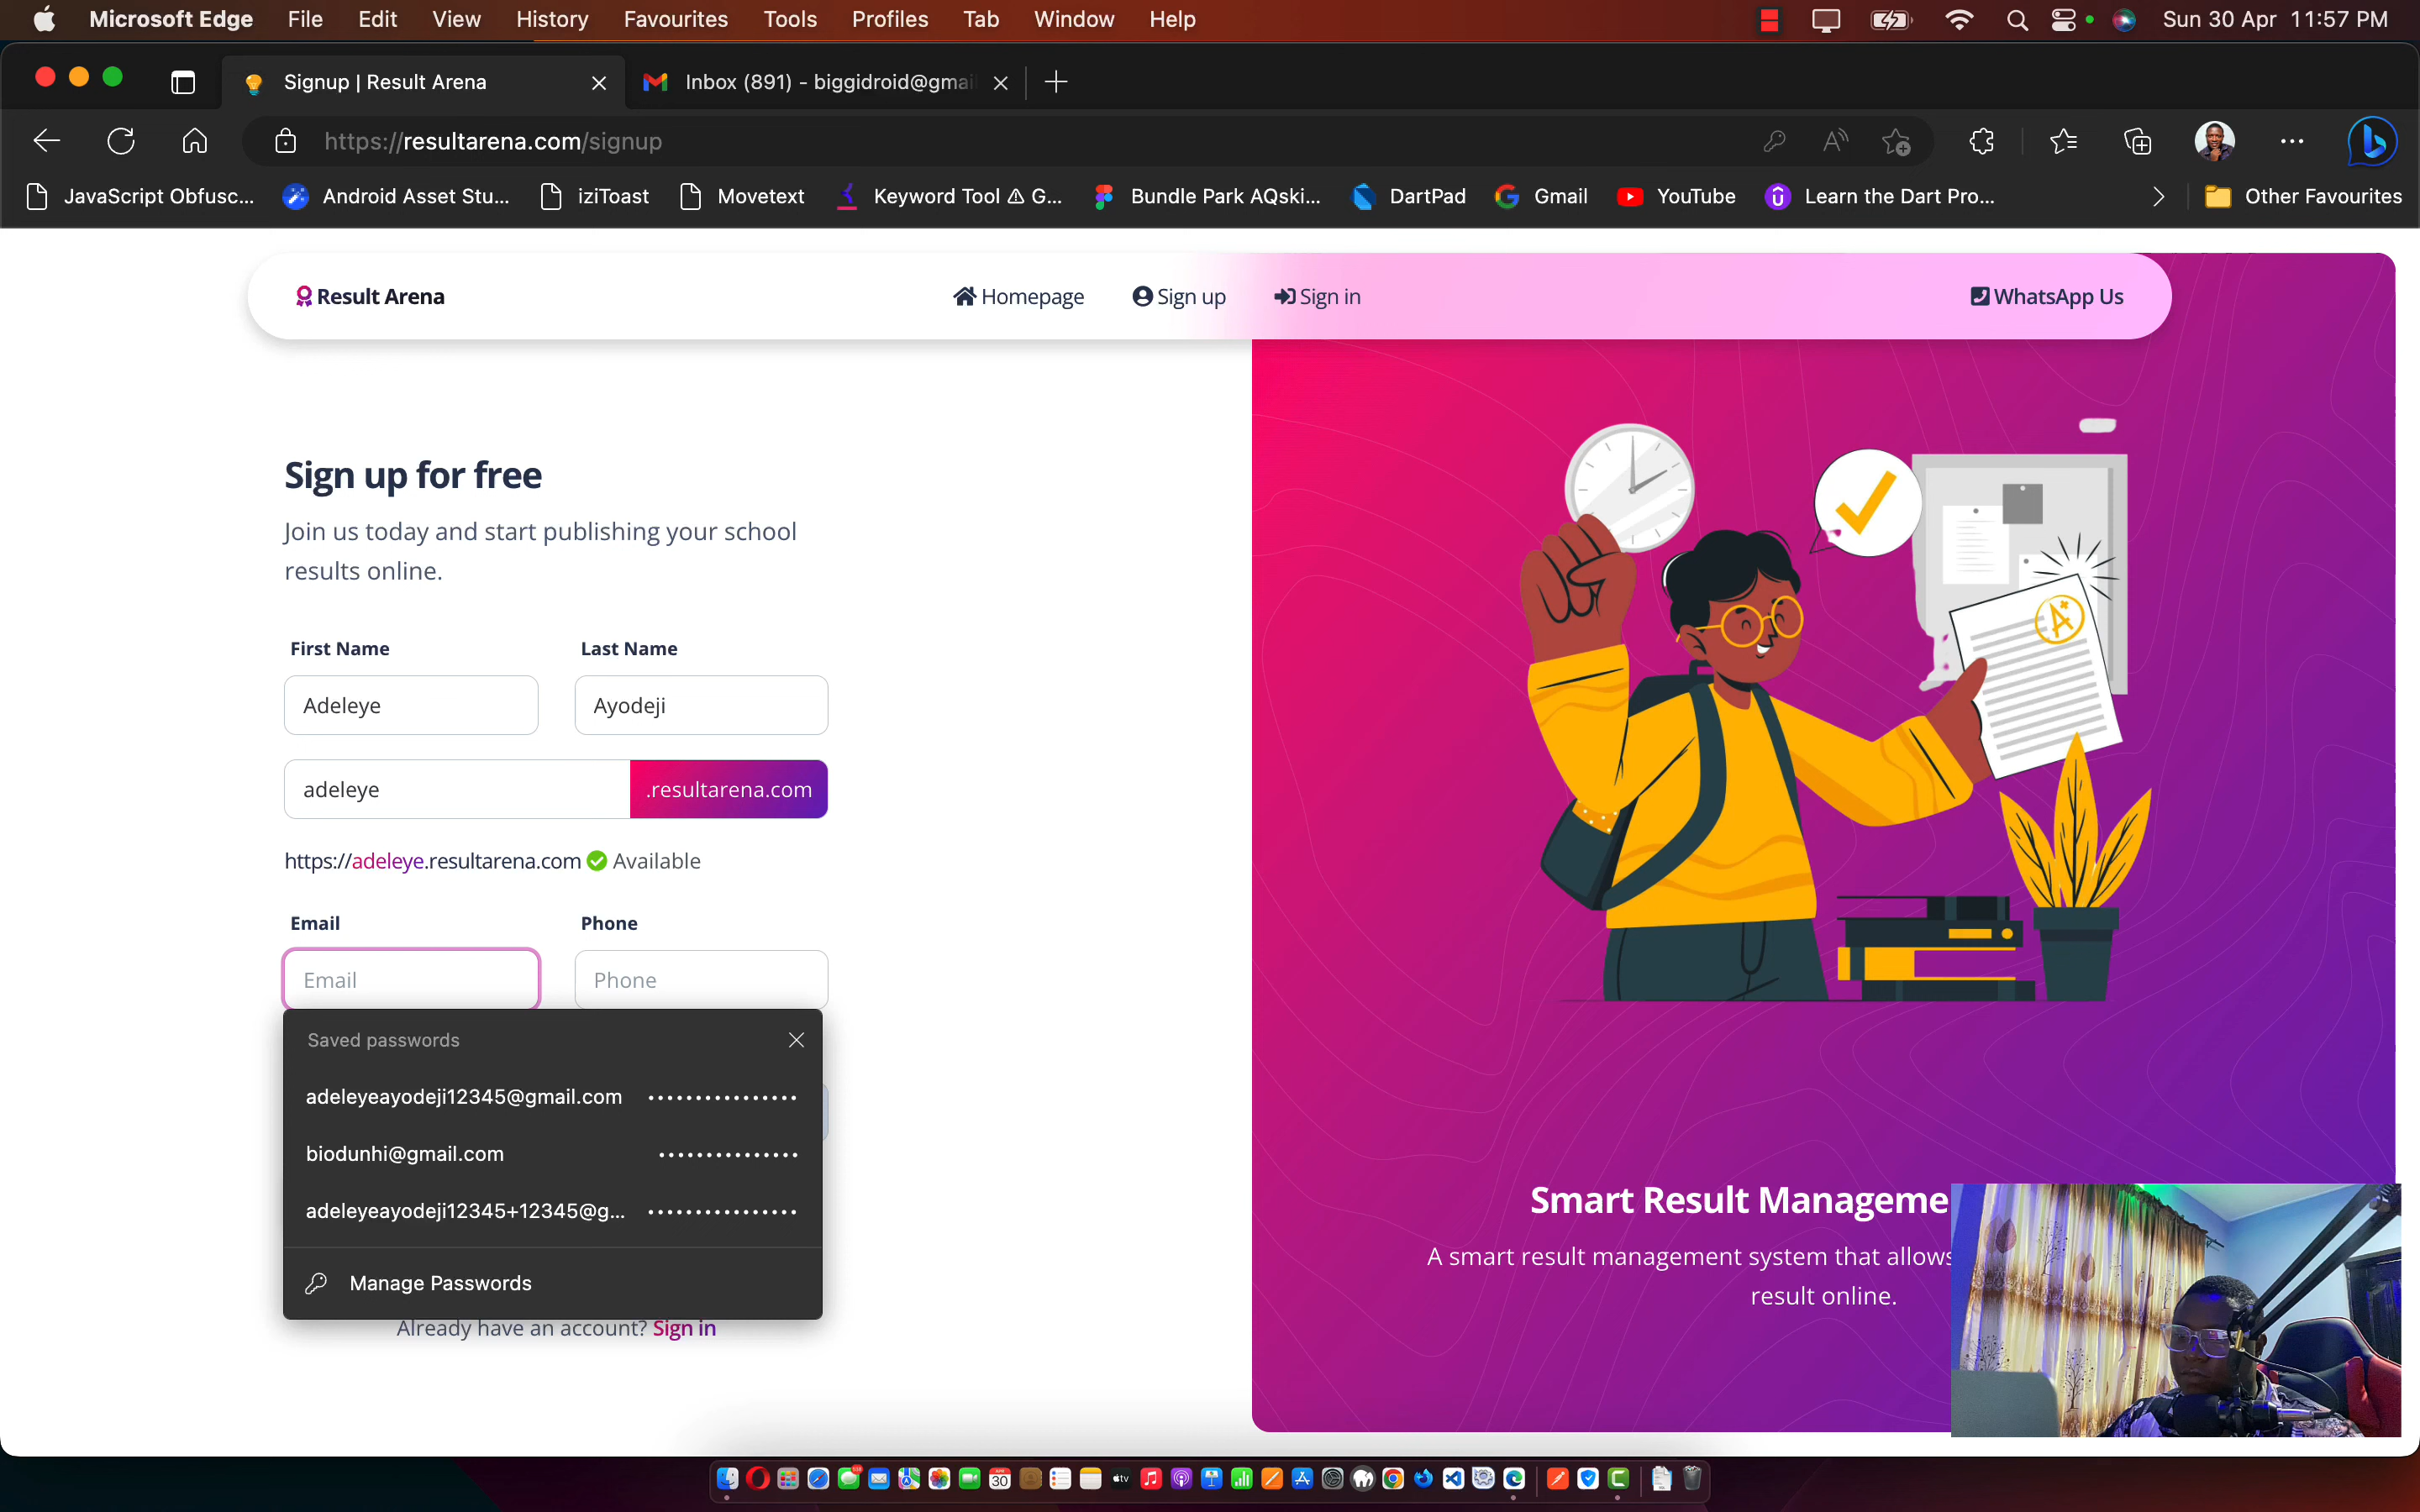 Microsoft Edge File Edit View History Favourites Tools Profiles Tab Window Help Sun 30 Apr 11:57 PM
Signup | Result Arena Inbox (891) - biggidroid@gmai
https://resultarena.com/signup
JavaScript Obfusc... Android Asset Stu... iziToast Movetext Keyword Tool ⚠ G... Bundle Park AQski... DartPad Gmail YouTube Learn the Dart Pro... Other Favourites
Result Arena Homepage Sign up Sign in WhatsApp Us
Sign up for free
Join us today and start publishing your school
results online.
First Name Last Name
Adeleye Ayodeji
adeleye .resultarena.com
https://adeleye.resultarena.com Available
Email Phone
Email Phone
Saved passwords
adeleyeayodeji12345@gmail.com ••••••••••••••••
biodunhi@gmail.com •••••••••••••••
adeleyeayodeji12345+12345@g... ••••••••••••••••
Manage Passwords
Already have an account? Sign in
A+
Smart Result Manageme
A smart result management system that allows
result online.
30
tv